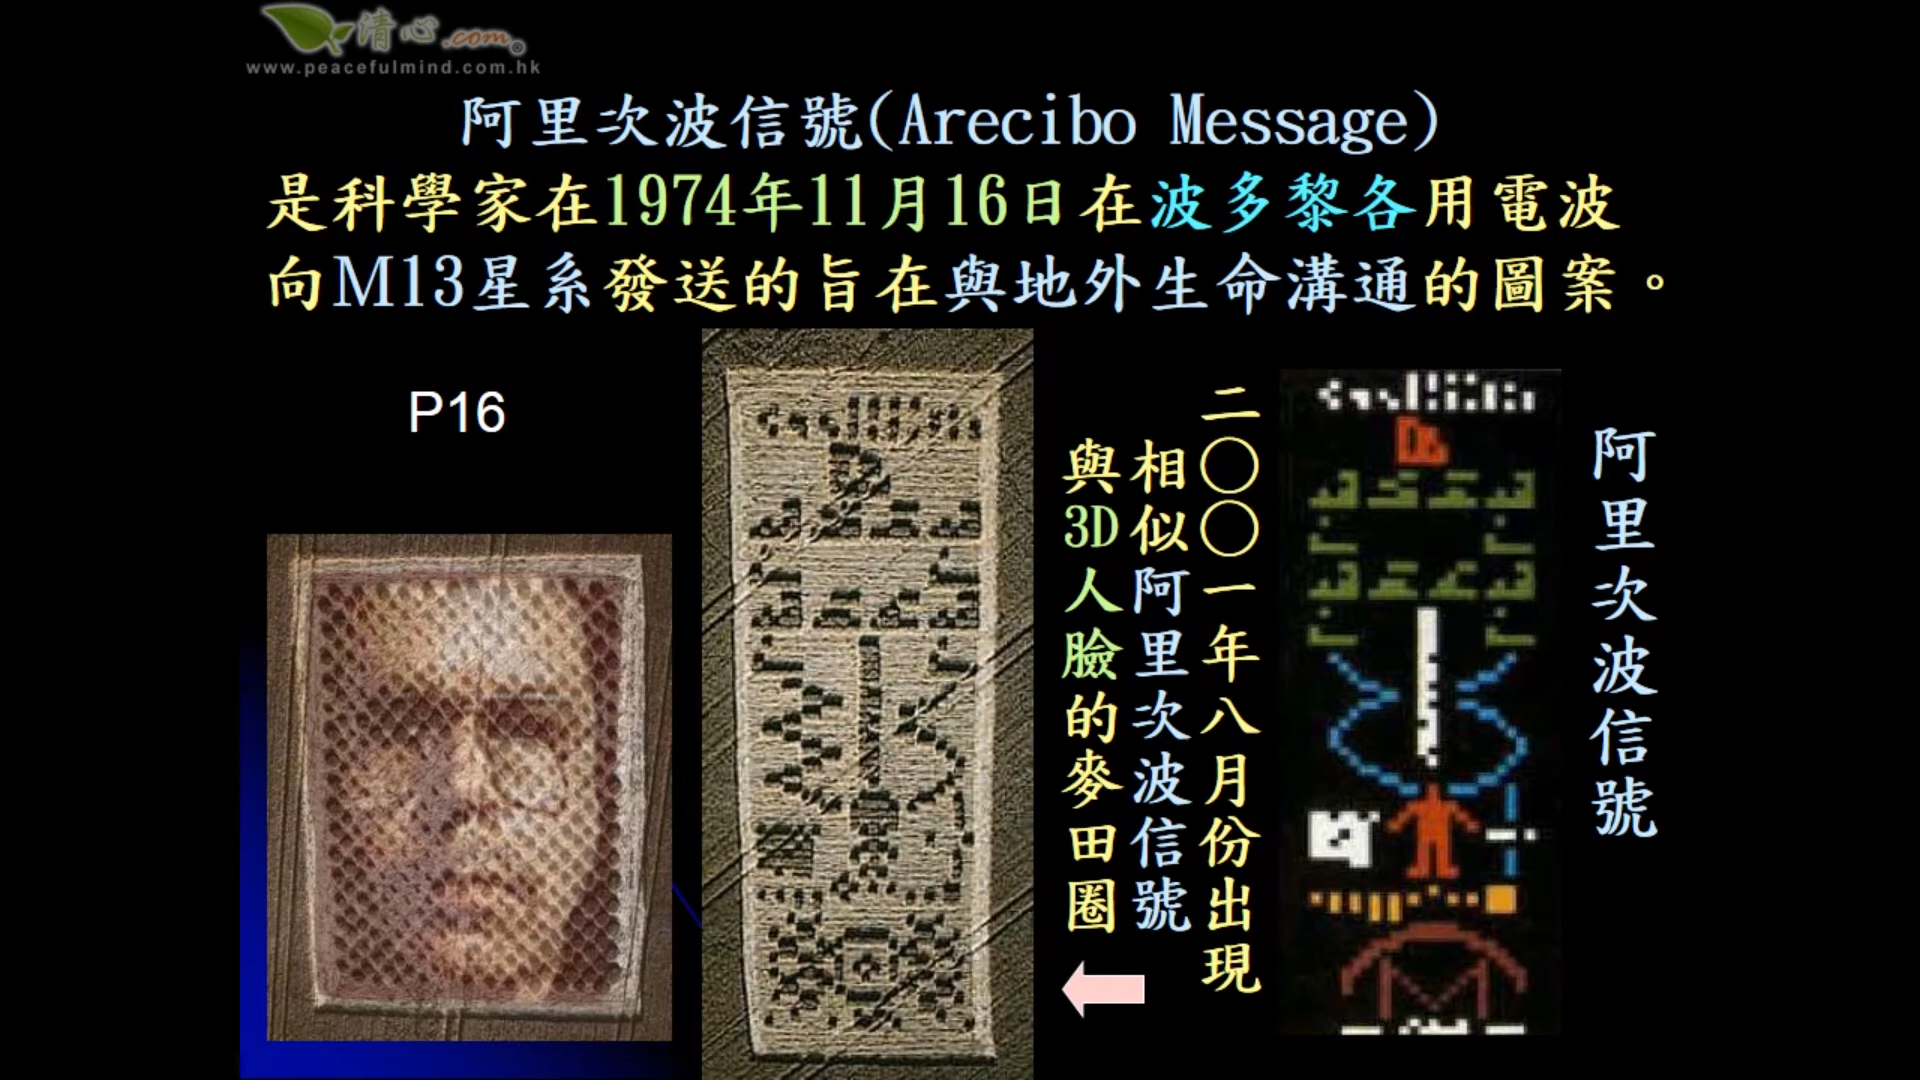 清心.com®
www.peacefulmind.com.hk
阿里次波信號(Arecibo Message)
是科學家在1974年11月16日在波多黎各用電波
向M13星系發送的旨在與地外生命溝通的圖案。
P16
二〇〇一年八月份出現
相似阿里次波信號
與3D人臉的麥田圈
阿里次波信號